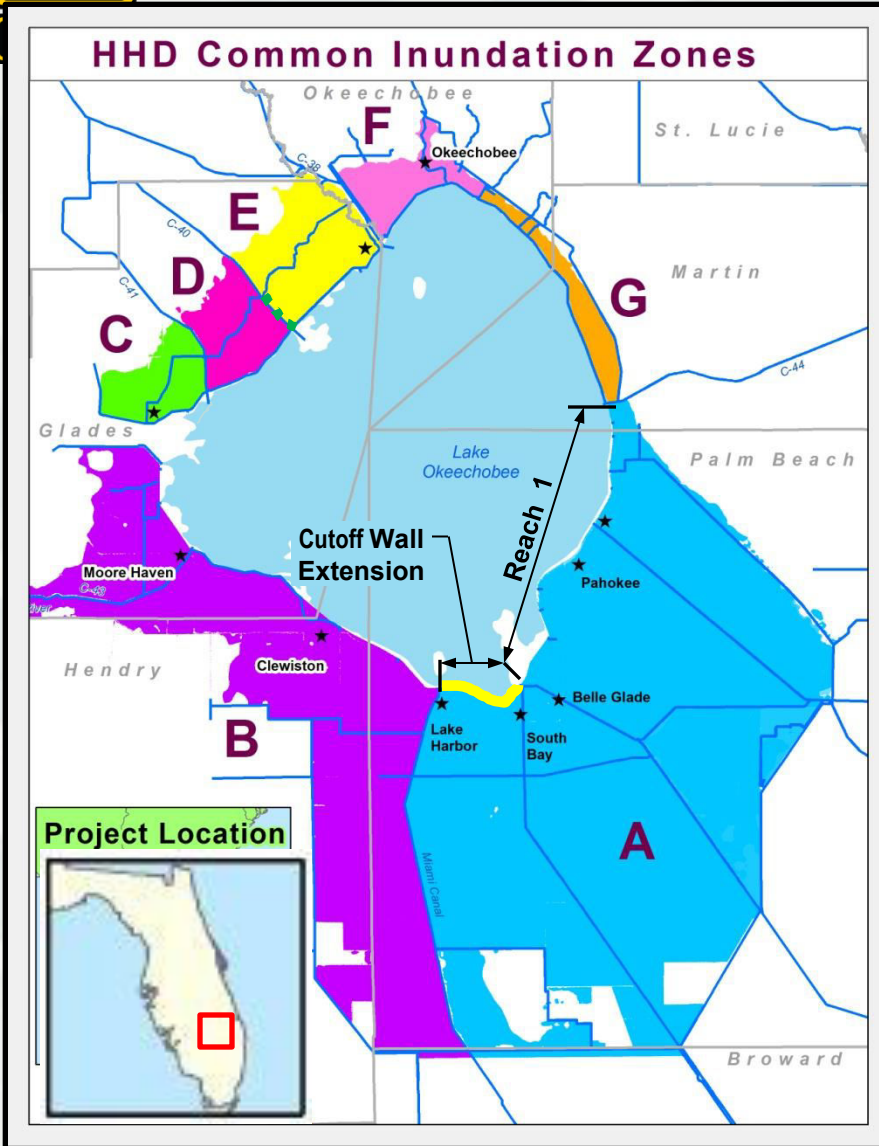 HHD Common Inundation Zones
Okeechobee
F
St. Lucie
Okeechobee
C-38
E
C-40
D
Martin
G
C-41
C
C-44
Glades
Lake
Okeechobee
Palm Beach
Reach 1
Cutoff Wall
Extension
Moore Haven
Pahokee
C-43
River
Clewiston
Hendry
Belle Glade
Lake
Harbor
South
Bay
B
A
Project Location
Miami Canal
Broward